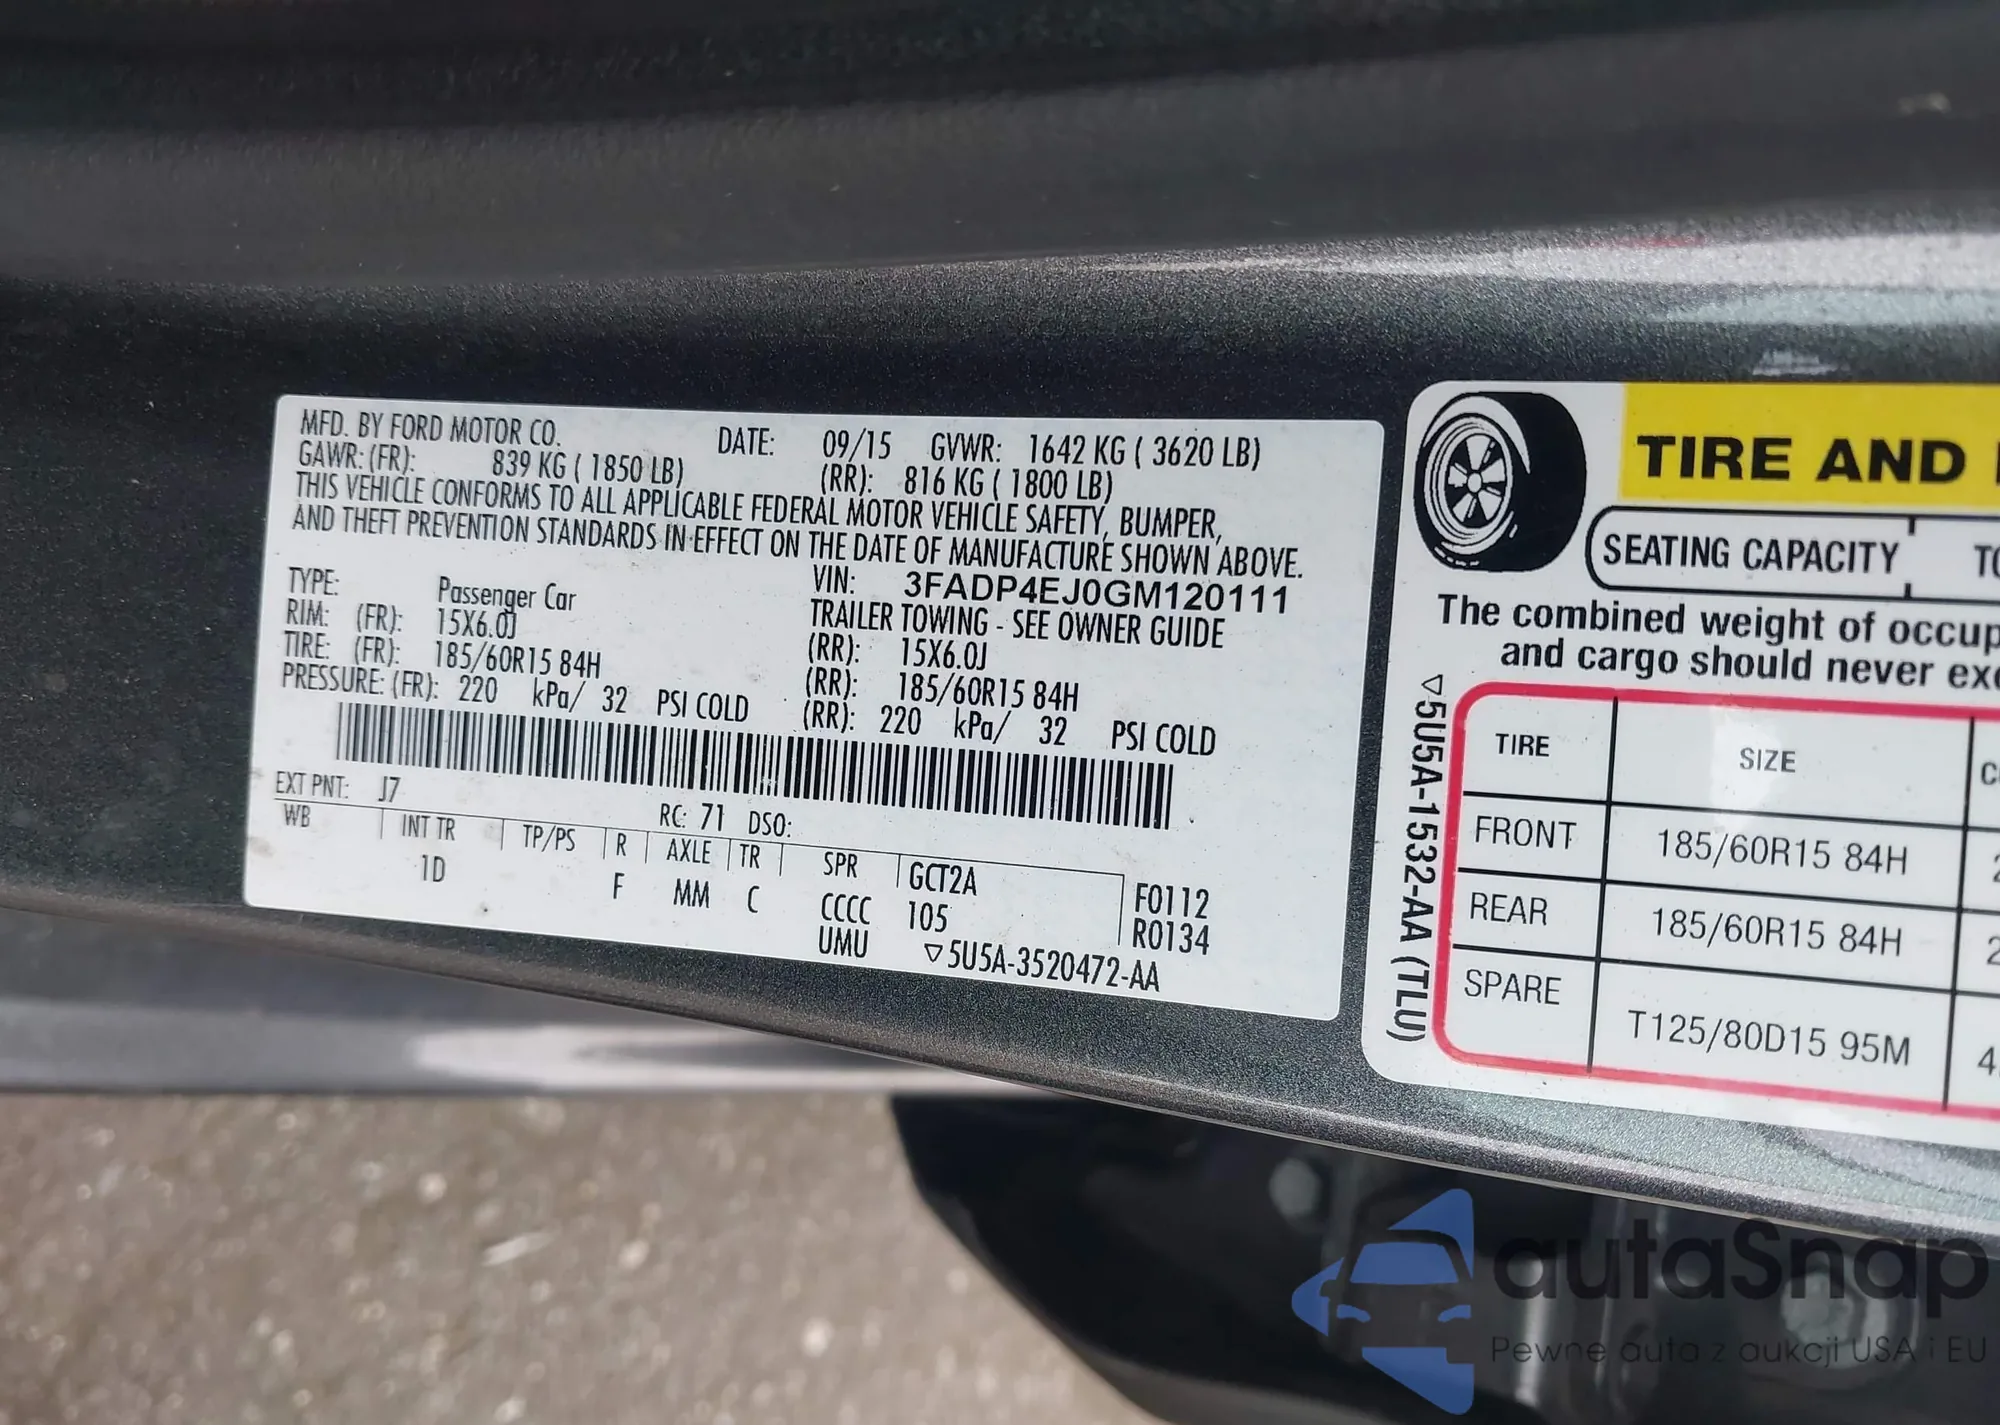 MFD. BY FORD MOTOR CO.
DATE: 09/15 GVWR: 1642 KG ( 3620 LB)
GAWR: (FR): 839 KG ( 1850 LB) (RR): 816 KG ( 1800 LB)
THIS VEHICLE CONFORMS TO ALL APPLICABLE FEDERAL MOTOR VEHICLE SAFETY, BUMPER,
AND THEFT PREVENTION STANDARDS IN EFFECT ON THE DATE OF MANUFACTURE SHOWN ABOVE.
VIN: 3FADP4EJ0GM120111
TYPE: Passenger Car TRAILER TOWING - SEE OWNER GUIDE
RIM: (FR): 15X6.0J (RR): 15X6.0J
TIRE: (FR): 185/60R15 84H (RR): 185/60R15 84H
PRESSURE: (FR): 220 kPa/ 32 PSI COLD (RR): 220 kPa/ 32 PSI COLD
EXT PNT: J7 RC: 71 DSO:
WB INT TR TP/PS R AXLE TR SPR GCT2A F0112
1D F MM C CCCC 105 R0134
UMU ▽5U5A-3520472-AA
TIRE AND
SEATING CAPACITY
The combined weight of
and cargo should never
▽5U5A-1532-AA (TLU)
TIRE SIZE
FRONT 185/60R15 84H
REAR 185/60R15 84H
SPARE T125/80D15 95M
autaSnap
Pewne auta z aukcji USA i EU